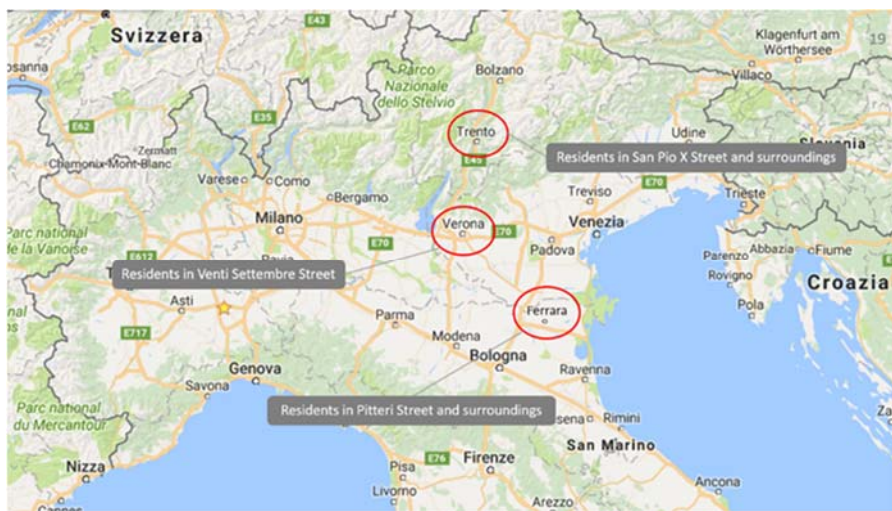 E43
Klagenfurt am
Wörthersee
19
Svizzera
Villaco
Bolzano
Parco
Nazionale
dello Stelvio
E35
E62
Trento
Udine
Zermatt
Chamonix-Mont-Blanc
E45
Residents in San Pio X Street and surroundings
Varese
Como
E70
Treviso
Bergamo
Trieste
Parc national
de la Vanoise
Milano
Verona
E70
Venezia
E70
Padova
E612
Parenzo
Abbazia
Fiume
Residents in Venti Settembre Street
Rovigno
Croazia
Asti
Pola
E717
Parma
Ferrara
Modena
Genova
Bologna
Savona
Ravenna
Parc national
du Mercantour
Residents in Pitteri Street and surroundings
Rimini
San Marino
Nizza
E76
Firenze
Pisa
Livorno
Ancona
Arezzo